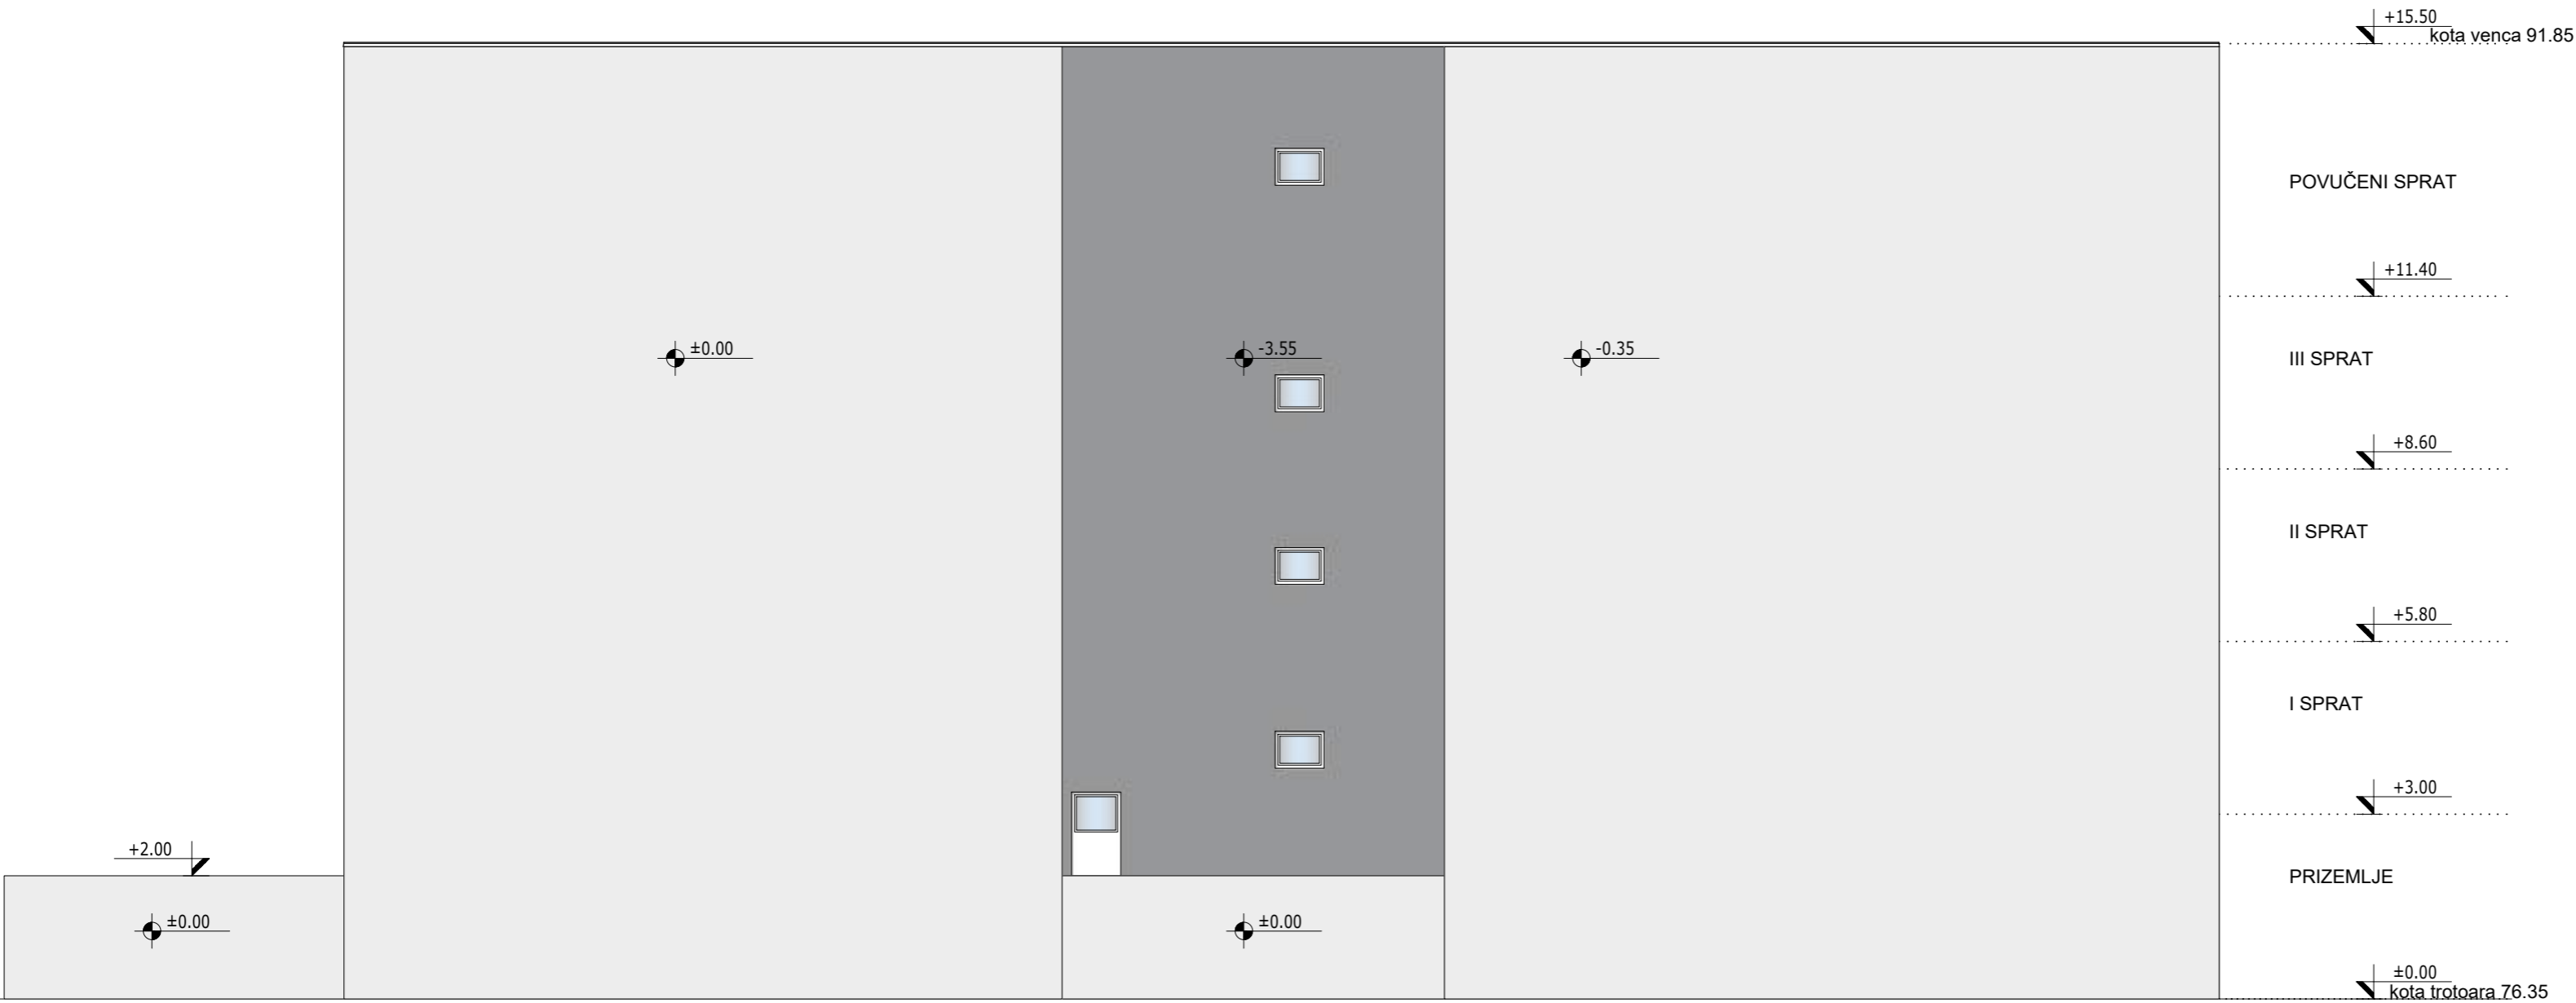 +15.50
kota venca 91.85
POVUČENI SPRAT
+11.40
±0.00
-3.55
-0.35
III SPRAT
+8.60
II SPRAT
+5.80
I SPRAT
+3.00
+2.00
PRIZEMLJE
±0.00
±0.00
±0.00
kota trotoara 76.35